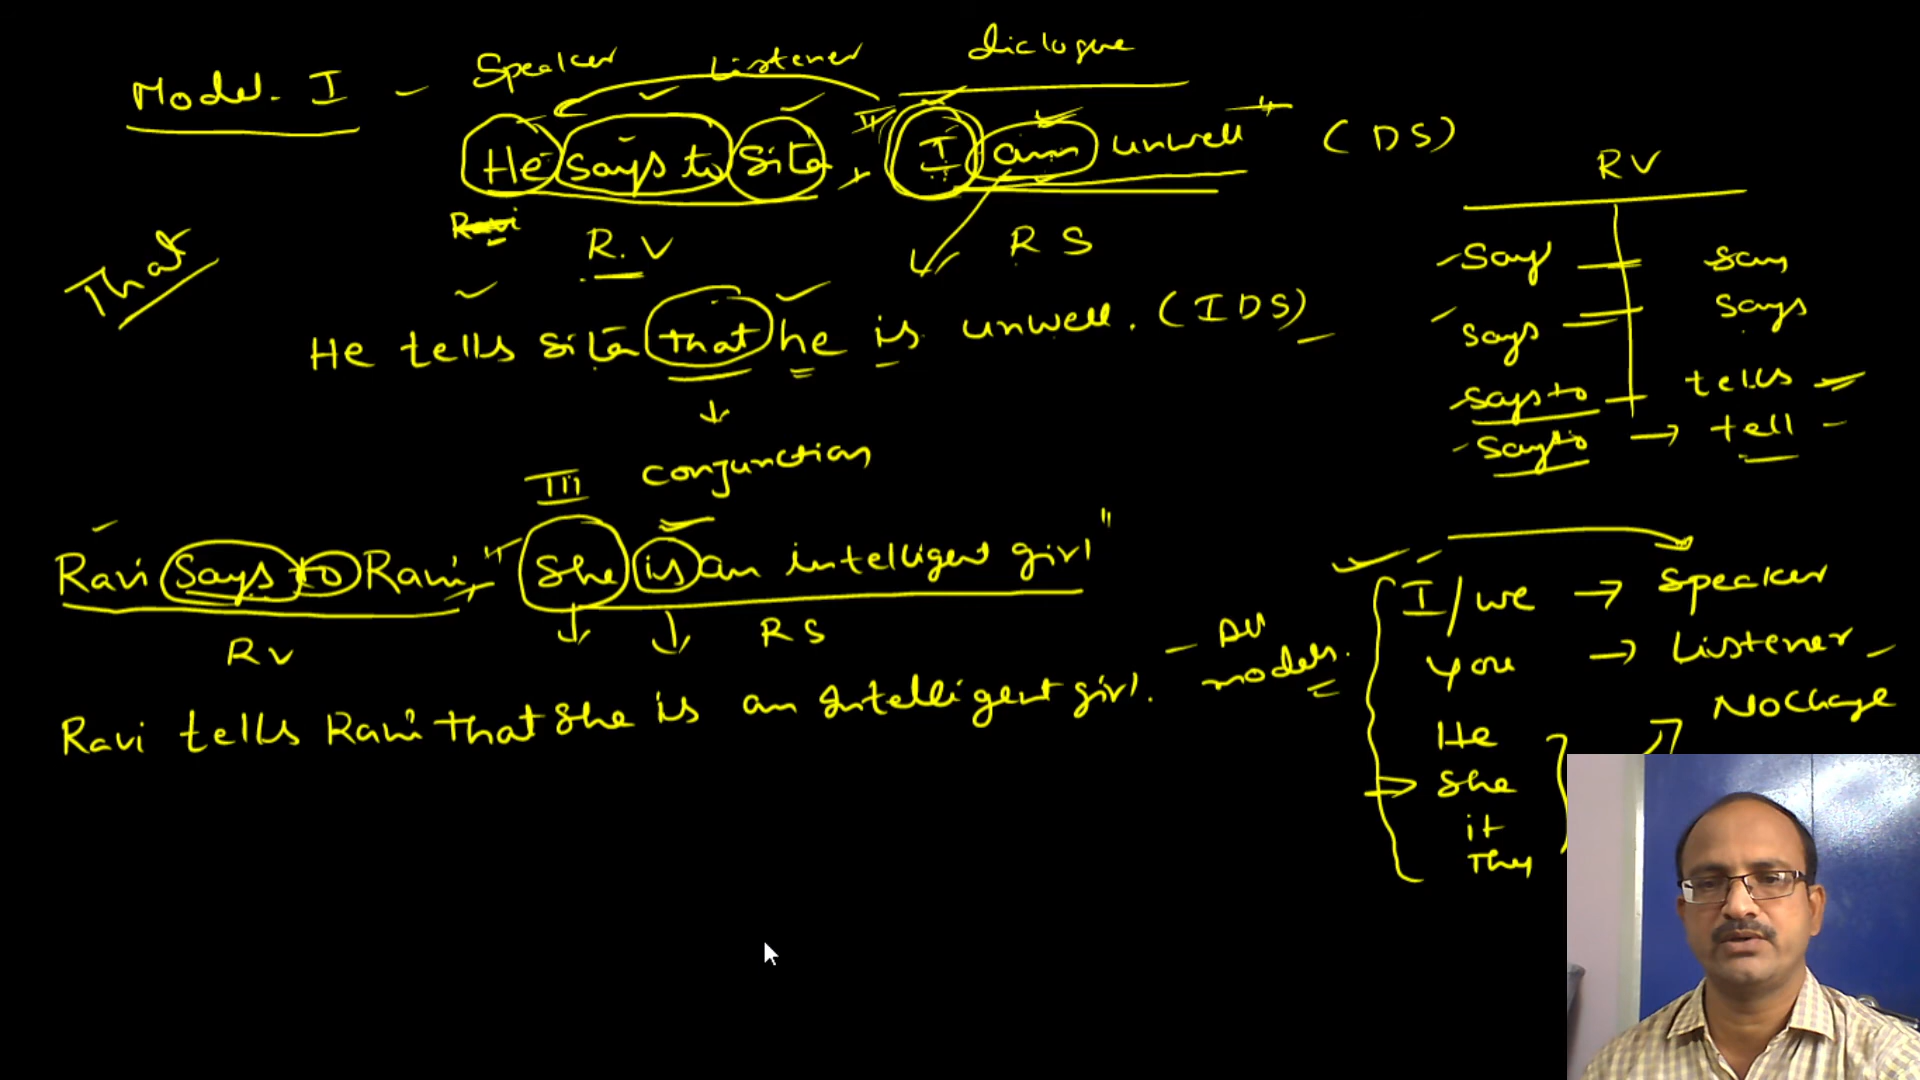 Model. I - Speaker Listener dialogue
He says to Sita, "I am unwell" (DS)
Ravi R.V RS
That
He tells Sita that he is unwell. (IDS)
conjunction
III
Ravi Says to Rani, "She is an intelligent girl"
RV RS
Ravi tells Rani that she is an intelligent girl. - All models.
RV
Say - say
says - says
says to - tells
say to → tell
I/we → Speaker
you → Listener
He No Change
she
it
They